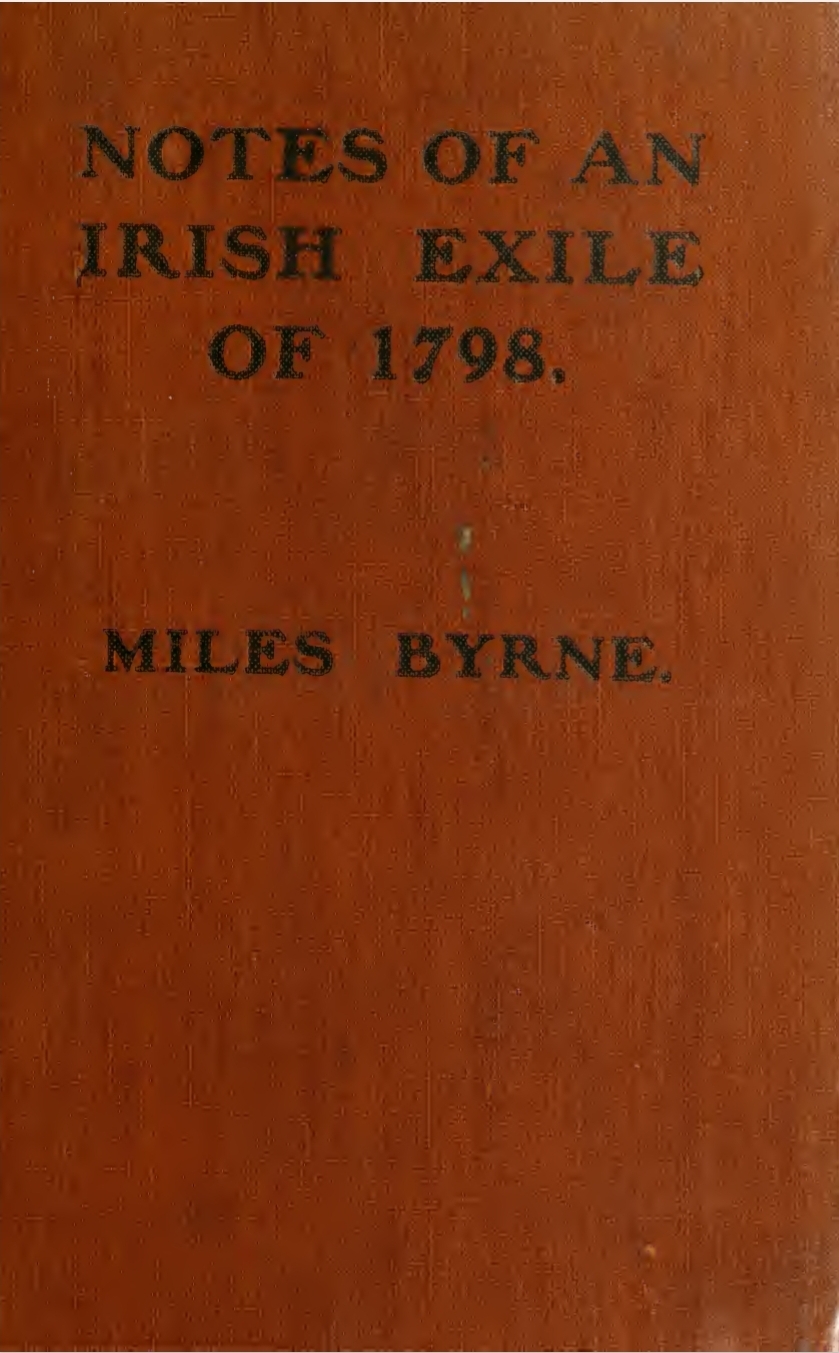 NOTES OF AN
IRISH EXILE
OF 1798.
MILES BYRNE.